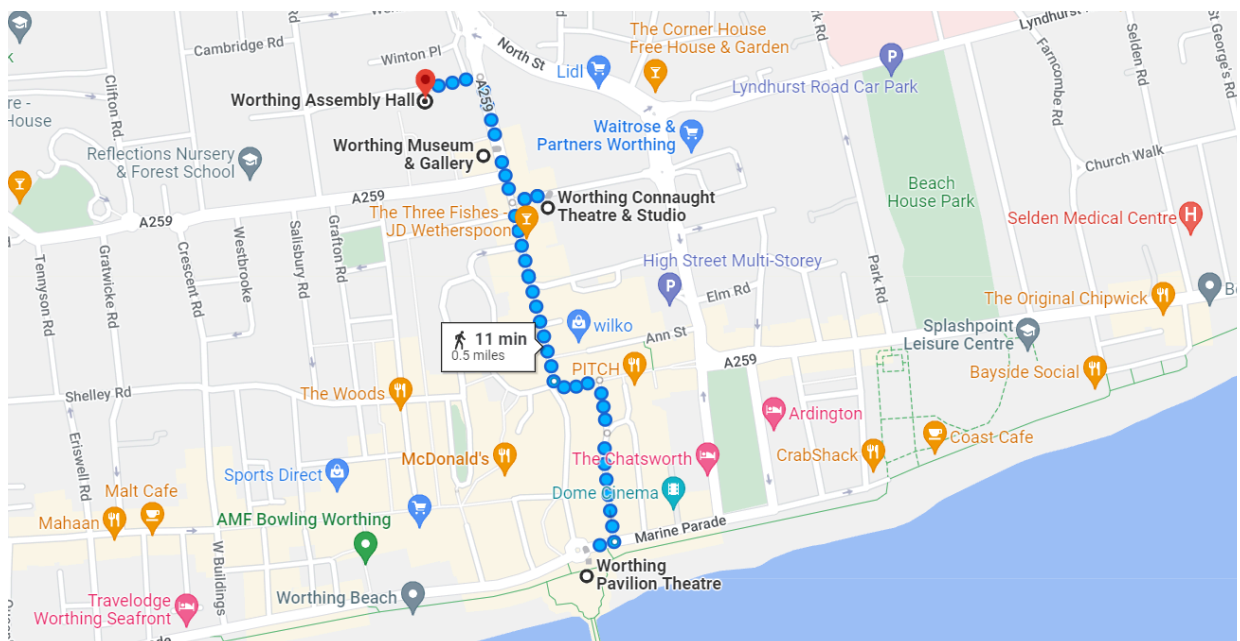 Cambridge Rd
Winton Pl
North St
The Corner House
Free House & Garden
Lidl
Park Rd
Lyndhurst
Lyndhurst Road Car Park
Farncombe Rd
Selden Rd
St George's Rd
Clifton Rd
House
Worthing Assembly Hall
A259
Worthing Museum
& Gallery
Waitrose &
Partners Worthing
Reflections Nursery
& Forest School
Church Walk
Beach
House Park
Worthing Connaught
Theatre & Studio
A259
A259
The Three Fishes -
JD Wetherspoon
Selden Medical Centre
Tennyson Rd
Gratwicke Rd
Crescent Rd
Westbrooke
Salisbury Rd
Grafton Rd
High Street Multi-Storey
Elm Rd
Park Rd
The Original Chipwick
wilko
Ann St
11 min
0.5 miles
Splashpoint
Leisure Centre
A259
PITCH
Bayside Social
Shelley Rd
The Woods
Ardington
Eriswell Rd
McDonald's
The Chatsworth
CrabShack
Coast Cafe
Sports Direct
Malt Cafe
Mahaan
Dome Cinema
AMF Bowling Worthing
Marine Parade
W Buildings
Worthing
Pavilion Theatre
Worthing Beach
Travelodge
Worthing Seafront